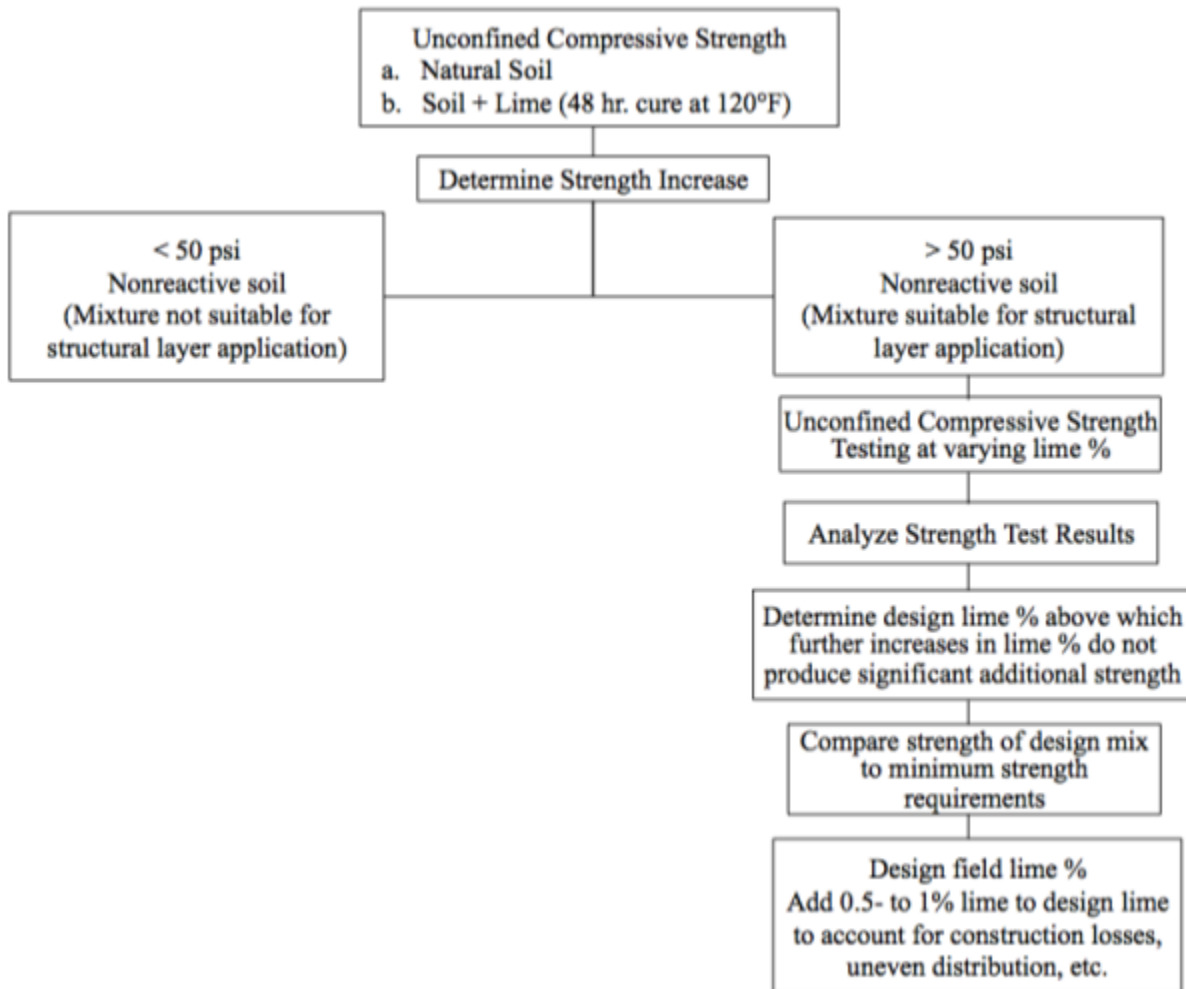 Unconfined Compressive Strength
a. Natural Soil
b. Soil + Lime (48 hr. cure at 120°F)
Determine Strength Increase
< 50 psi
Nonreactive soil
(Mixture not suitable for
structural layer application)
> 50 psi
Nonreactive soil
(Mixture suitable for structural
layer application)
Unconfined Compressive Strength
Testing at varying lime %
Analyze Strength Test Results
Determine design lime % above which
further increases in lime % do not
produce significant additional strength
Compare strength of design mix
to minimum strength
requirements
Design field lime %
Add 0.5- to 1% lime to design lime
to account for construction losses,
uneven distribution, etc.